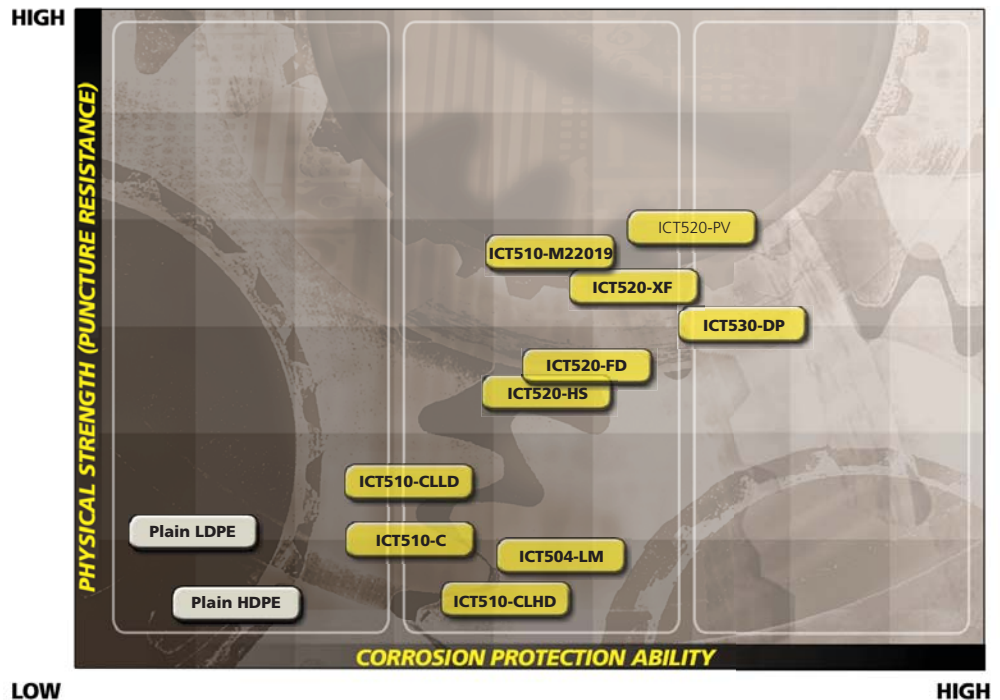 HIGH
PHYSICAL STRENGTH (PUNCTURE RESISTANCE)
ICT520-PV
ICT510-M22019
ICT520-XF
ICT530-DP
ICT520-FD
ICT520-HS
ICT510-CLLD
Plain LDPE
ICT510-C
ICT504-LM
Plain HDPE
ICT510-CLHD
CORROSION PROTECTION ABILITY
LOW
HIGH